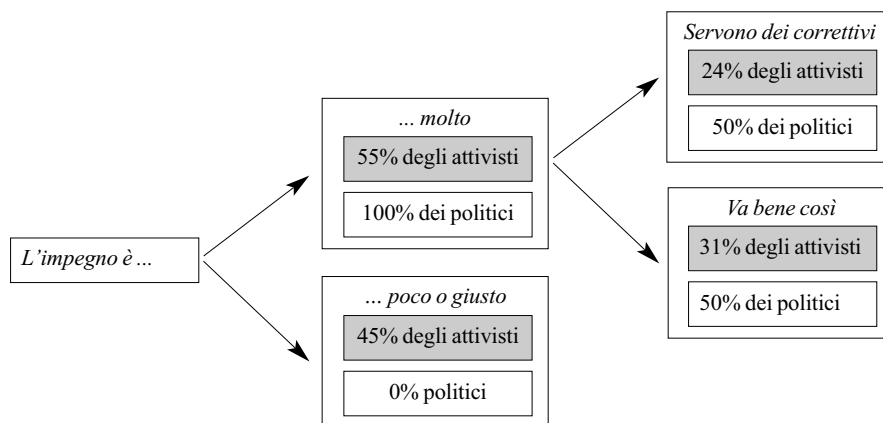 L'impegno è ...
... molto
55% degli attivisti
100% dei politici
... poco o giusto
45% degli attivisti
0% politici
Servono dei correttivi
24% degli attivisti
50% dei politici
Va bene così
31% degli attivisti
50% dei politici